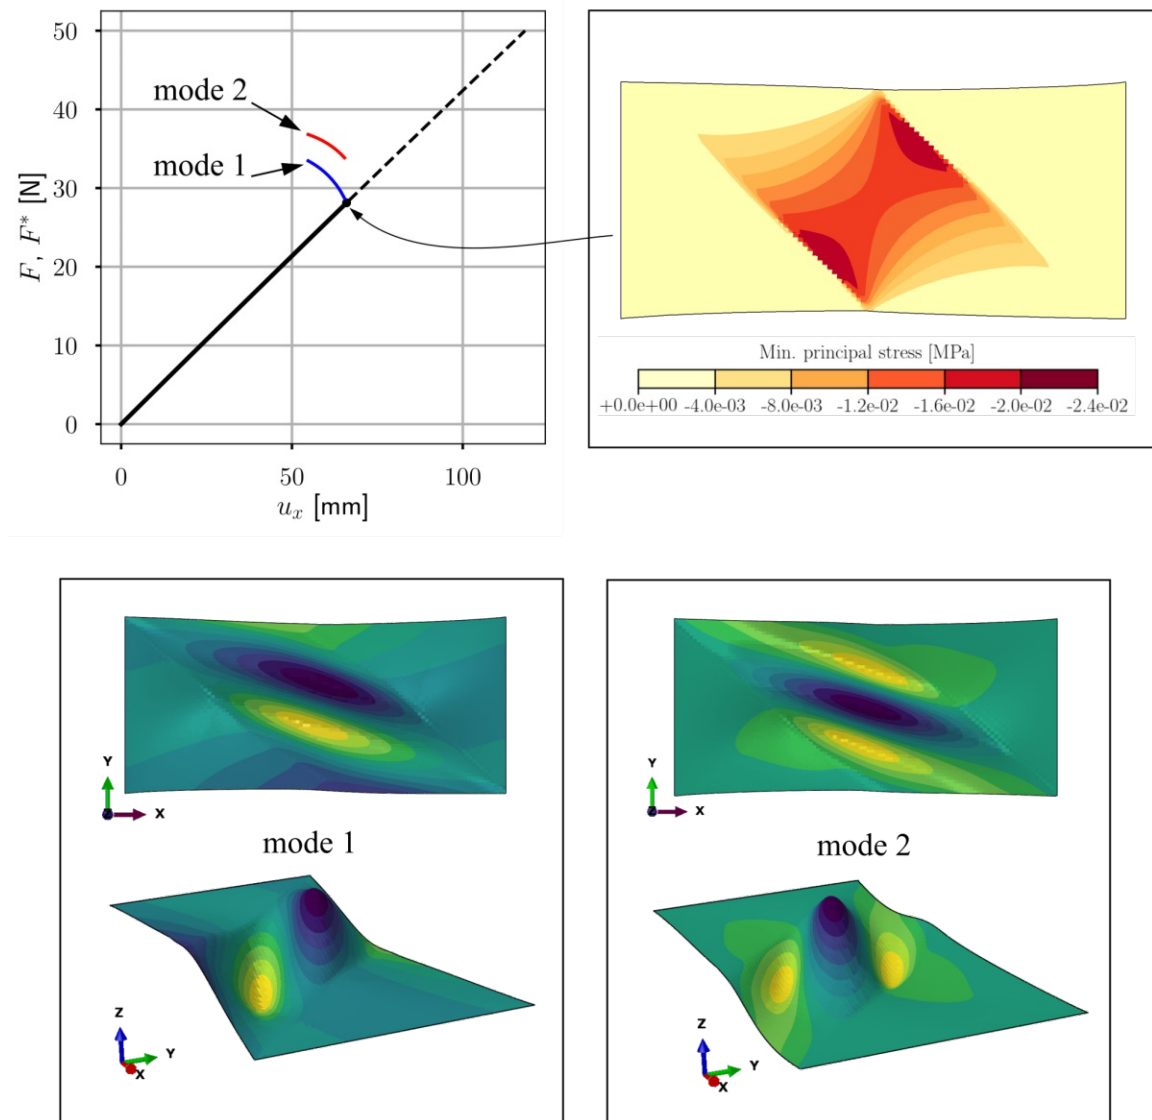 50
40
30
20
10
0
F, F* [N]
mode 2
mode 1
0 50 100
u_x [mm]
Min. principal stress [MPa]
+0.0e+00 -4.0e-03 -8.0e-03 -1.2e-02 -1.6e-02 -2.0e-02 -2.4e-02
Y
Z X
mode 1
Z
Y
X
Y
Z X
mode 2
Z
Y
X